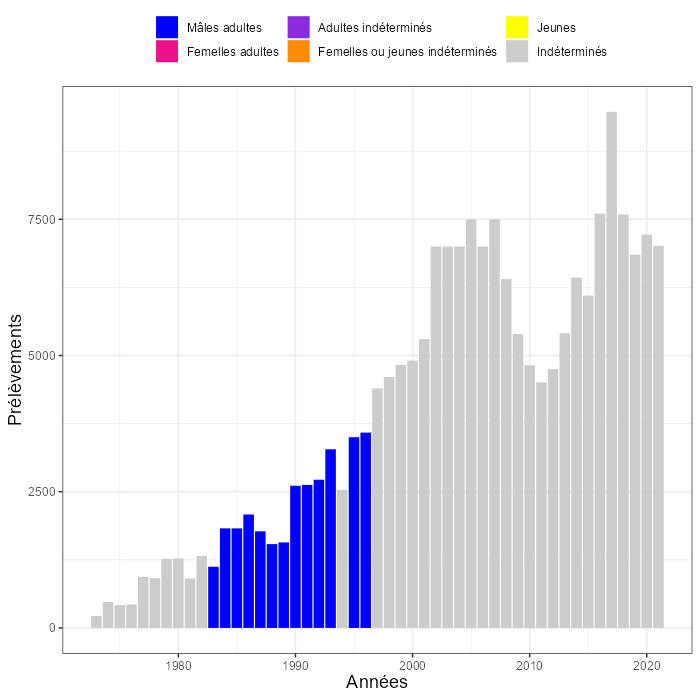 Mâles adultes
Adultes indéterminés
Jeunes
Femelles adultes
Femelles ou jeunes indéterminés
Indéterminés
7500
5000
2500
0
Prélèvements
1980
1990
2000
2010
2020
Années